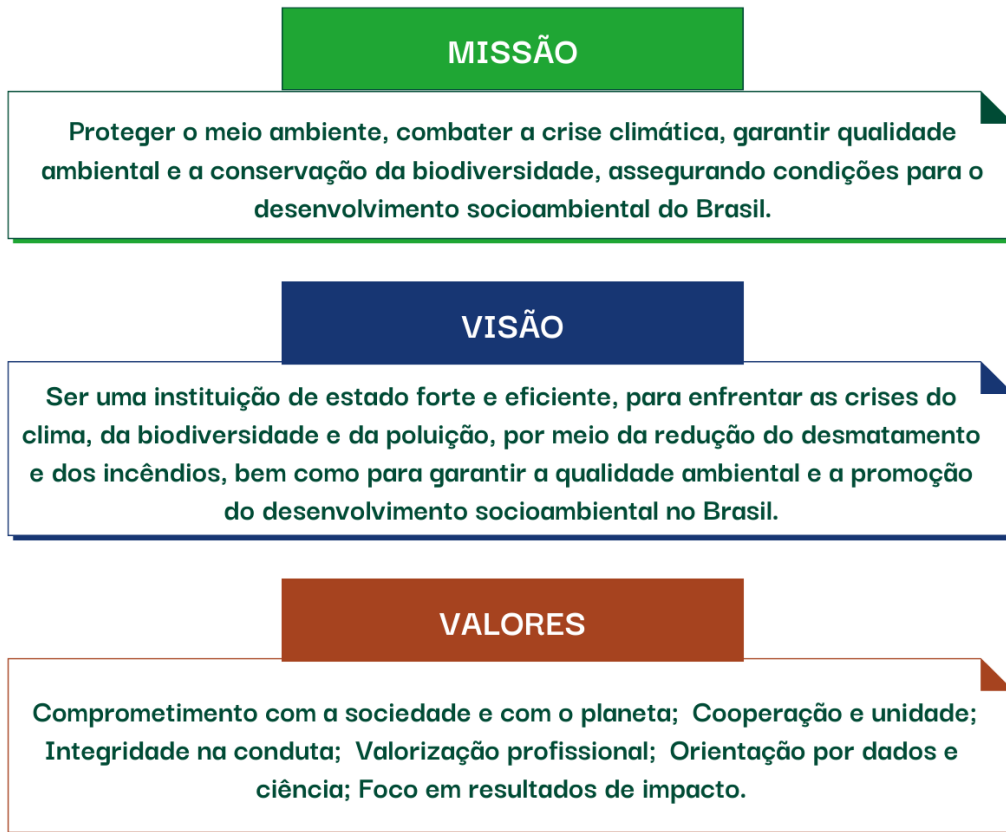 MISSÃO
Proteger o meio ambiente, combater a crise climática, garantir qualidade
ambiental e a conservação da biodiversidade, assegurando condições para o
desenvolvimento socioambiental do Brasil.
VISÃO
Ser uma instituição de estado forte e eficiente, para enfrentar as crises do
clima, da biodiversidade e da poluição, por meio da redução do desmatamento
e dos incêndios, bem como para garantir a qualidade ambiental e a promoção
do desenvolvimento socioambiental no Brasil.
VALORES
Comprometimento com a sociedade e com o planeta;  Cooperação e unidade;
Integridade na conduta;  Valorização profissional;  Orientação por dados e
ciência; Foco em resultados de impacto.